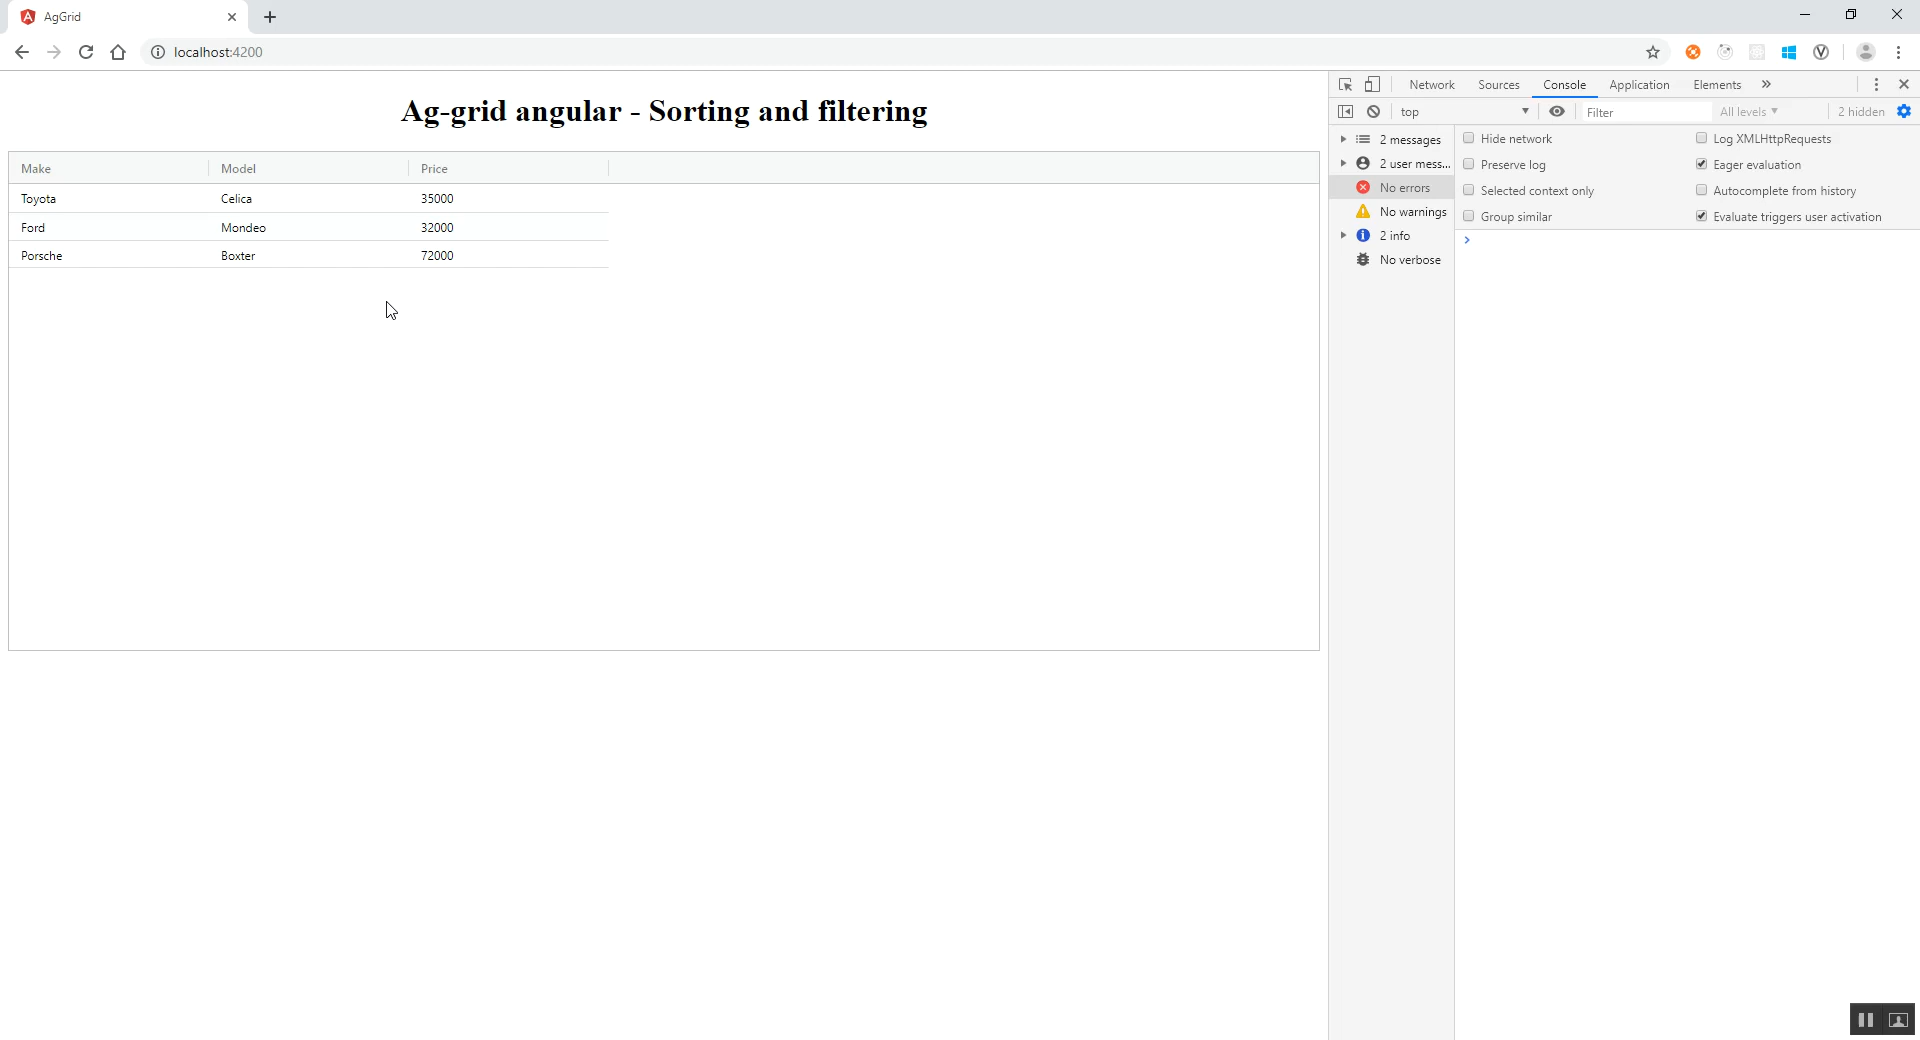 AgGrid
localhost:4200
Network Sources Console Application Elements »
top Filter All levels 2 hidden
Ag-grid angular - Sorting and filtering
Make Model Price
Toyota Celica 35000
Ford Mondeo 32000
Porsche Boxter 72000
2 messages
2 user mess...
No errors
No warnings
2 info
No verbose
Hide network Log XMLHttpRequests
Preserve log Eager evaluation
Selected context only Autocomplete from history
Group similar Evaluate triggers user activation